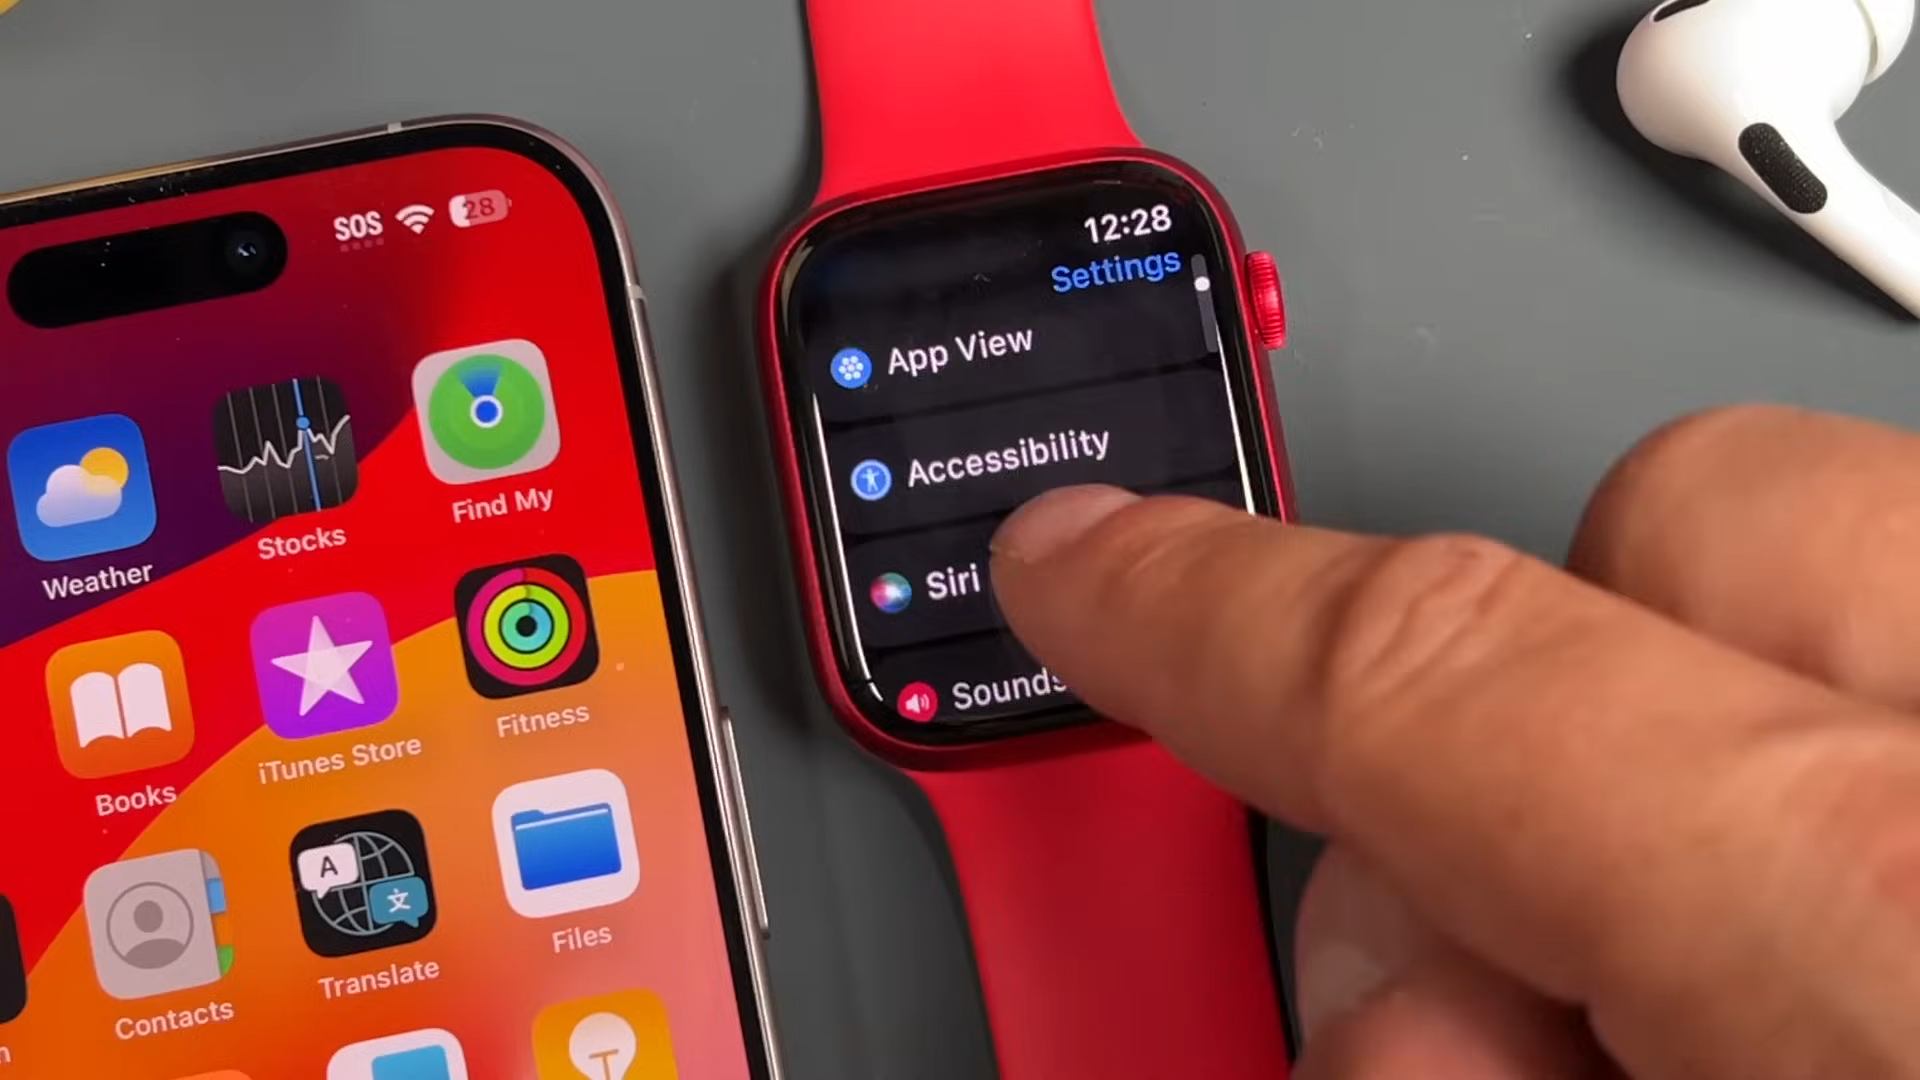 SOS
28
Weather
Stocks
Find My
Books
iTunes Store
Fitness
Contacts
A
文
Translate
Files
12:28
Settings
App View
Accessibility
Siri
Sounds